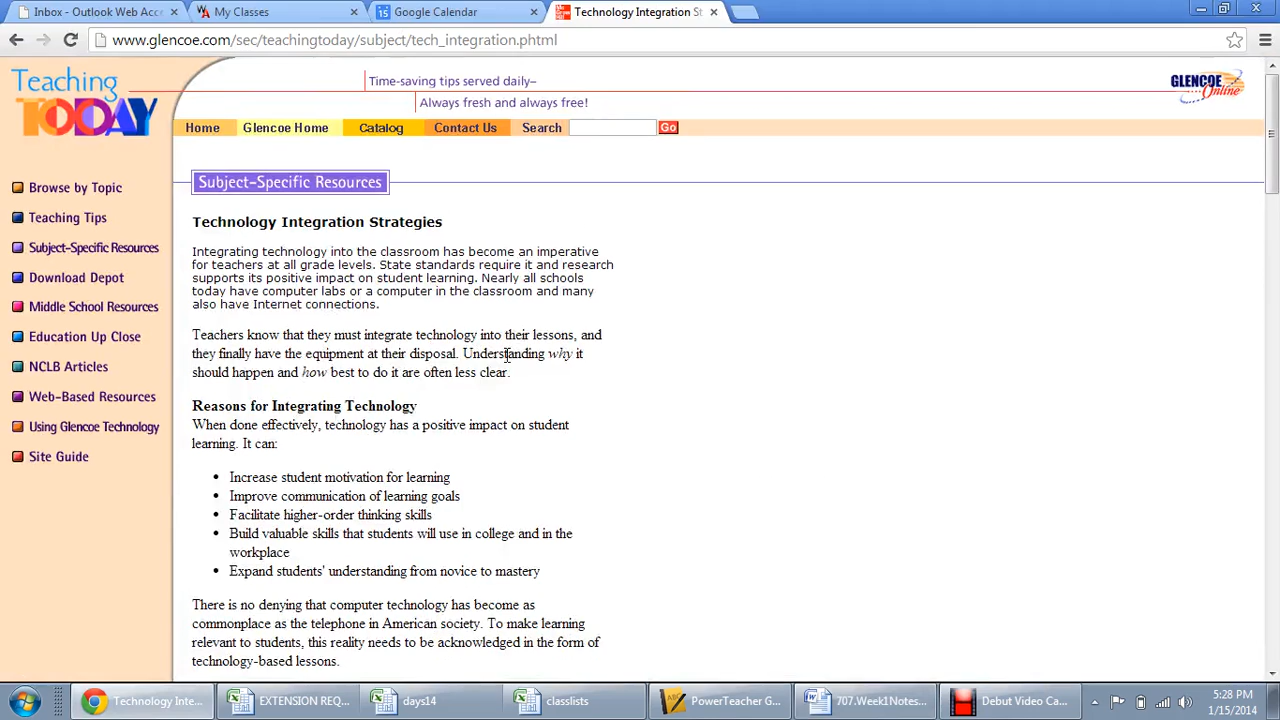 Inbox - Outlook Web Acc
My Classes
Google Calendar
Technology Integration St
www.glencoe.com/sec/teachingtoday/subject/tech_integration.phtml
Teaching
TODAY
Time-saving tips served daily–
Always fresh and always free!
GLENCOE
Online
Home
Glencoe Home
Catalog
Contact Us
Search
Go
Browse by Topic
Teaching Tips
Subject-Specific Resources
Download Depot
Middle School Resources
Education Up Close
NCLB Articles
Web-Based Resources
Using Glencoe Technology
Site Guide
Subject-Specific Resources
Technology Integration Strategies
Integrating technology into the classroom has become an imperative
for teachers at all grade levels. State standards require it and research
supports its positive impact on student learning. Nearly all schools
today have computer labs or a computer in the classroom and many
also have Internet connections.
Teachers know that they must integrate technology into their lessons, and
they finally have the equipment at their disposal. Understanding why it
should happen and how best to do it are often less clear.
Reasons for Integrating Technology
When done effectively, technology has a positive impact on student
learning. It can:
• Increase student motivation for learning
• Improve communication of learning goals
• Facilitate higher-order thinking skills
• Build valuable skills that students will use in college and in the
workplace
• Expand students' understanding from novice to mastery
There is no denying that computer technology has become as
commonplace as the telephone in American society. To make learning
relevant to students, this reality needs to be acknowledged in the form of
technology-based lessons.
Technology Inte...
EXTENSION REQ...
days14
classlists
PowerTeacher G...
707.Week1Notes...
Debut Video Ca...
5:28 PM
1/15/2014